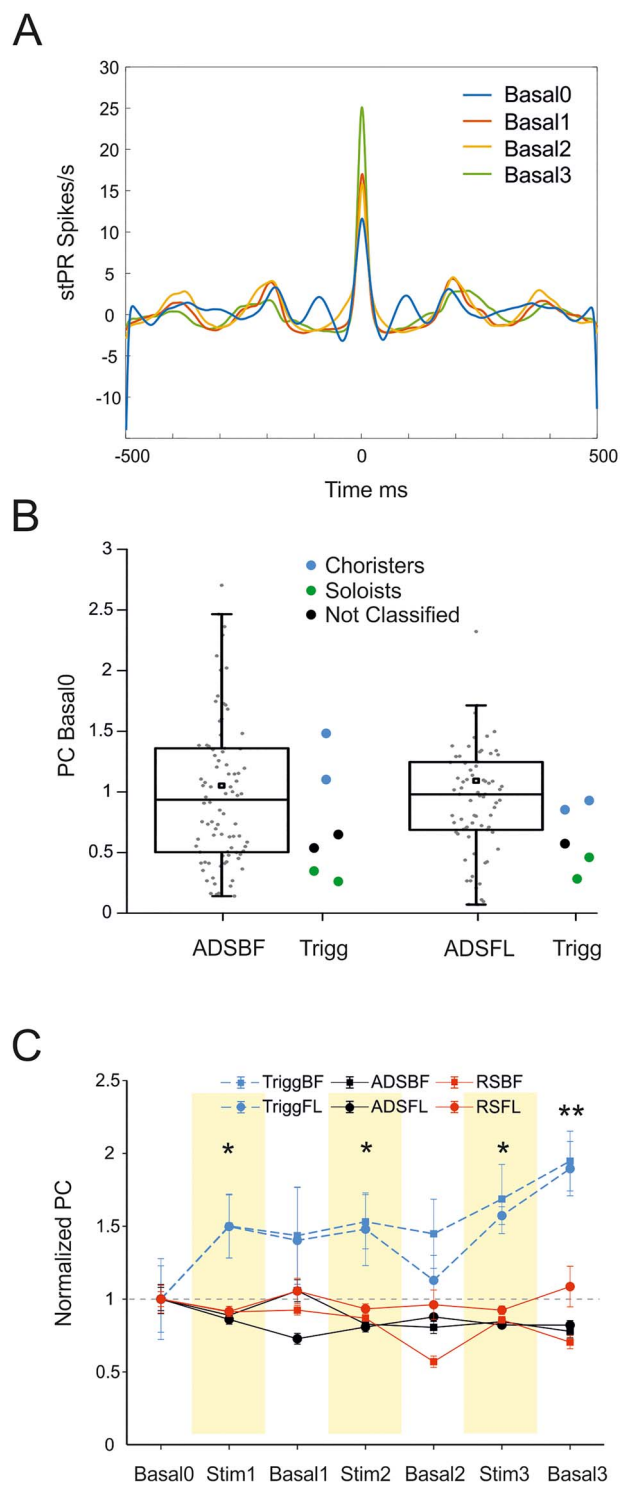 A
30
25
20
15
10
5
0
-5
-10
stPR Spikes/s
Basal0
Basal1
Basal2
Basal3
-500
0
500
Time ms
B
3
2.5
2
1.5
1
0.5
0
PC Basal0
Choristers
Soloists
Not Classified
ADSBF
Trigg
ADSFL
Trigg
C
2.5
2
1.5
1
0.5
0
Normalized PC
TriggBF
ADSBF
RSBF
TriggFL
ADSFL
RSFL
*
*
*
**
Basal0
Stim1
Basal1
Stim2
Basal2
Stim3
Basal3